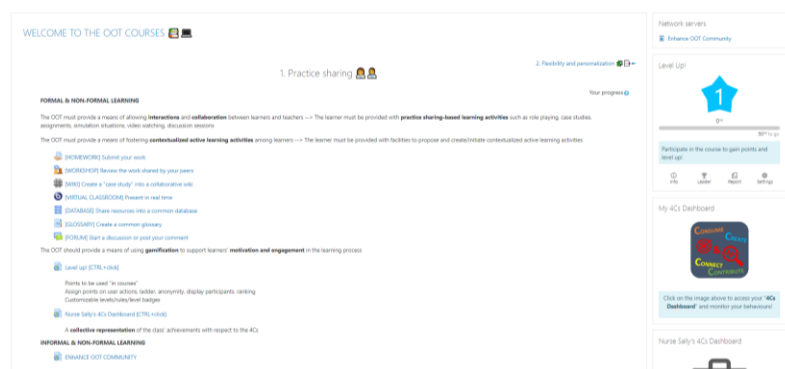 WELCOME TO THE OOT COURSES
2. Flexibility and personalization
1. Practice sharing
Your progress
FORMAL & NON-FORMAL LEARNING
The OOT must provide a means of allowing interactions and collaboration between learners and teachers --> The learner must be provided with practice sharing-based learning activities such as role playing, case studies,
assignments, simulation situations, video watching, discussion sessions
The OOT must provide a means of fostering contextualized active learning activities among learners --> The learner must be provided with facilities to propose and create/initiate contextualized active learning activities
[HOMEWORK] Submit your work
[WORKSHOP] Review the work shared by your peers
[WIKI] Create a "case study" into a collaborative wiki
[VIRTUAL CLASSROOM] Present in real time
[DATABASE] Share resources into a common database
[GLOSSARY] Create a common glossary
[FORUM] Start a discussion or post your comment
The OOT should provide a means of using gamification to support learners' motivation and engagement in the learning process
Level up! [CTRL+click]
Points to be used "in courses"
Assign points on user actions, ladder, anonymity, display participants, ranking
Customizable levels/rules/level badges
Nurse Sally's 4Cs Dashboard [CTRL+click]
A collective representation of the class' achievements with respect to the 4Cs
INFORMAL & NON-FORMAL LEARNING
ENHANCE OOT COMMUNITY
Network servers
Enhance OOT Community
Level Up!
1
to go
Participate in the course to gain points and
level up!
Info Ladder Report Settings
My 4Cs Dashboard
CONSUME
CREATE
CONNECT
CONTRIBUTE
Click on the image above to access your "4Cs
Dashboard" and monitor your behaviours!
Nurse Sally's 4Cs Dashboard